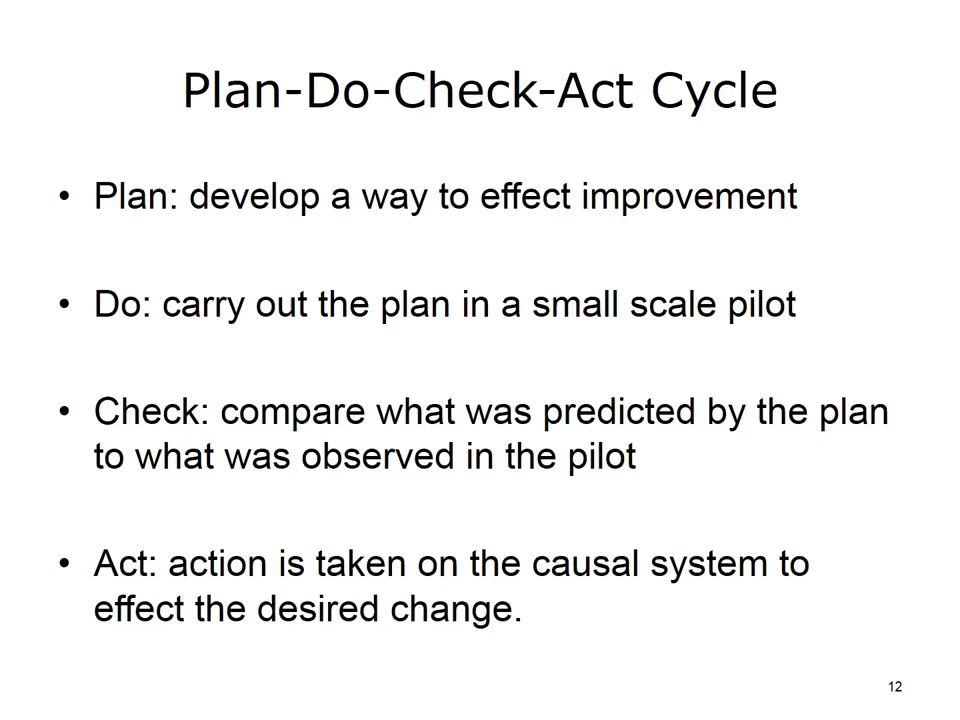 Plan-Do-Check-Act Cycle
• Plan: develop a way to effect improvement
• Do: carry out the plan in a small scale pilot
• Check: compare what was predicted by the plan
to what was observed in the pilot
• Act: action is taken on the causal system to
effect the desired change.
12